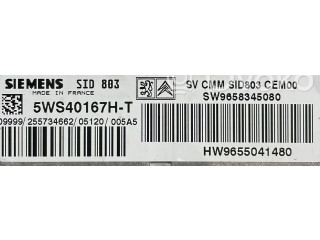 SIEMENS SID 803
MADE IN FRANCE
5WS40167H-T
09999/255734662/05120/005A5
SV CMM SID803 CEM00
SW9658345080
HW9655041480